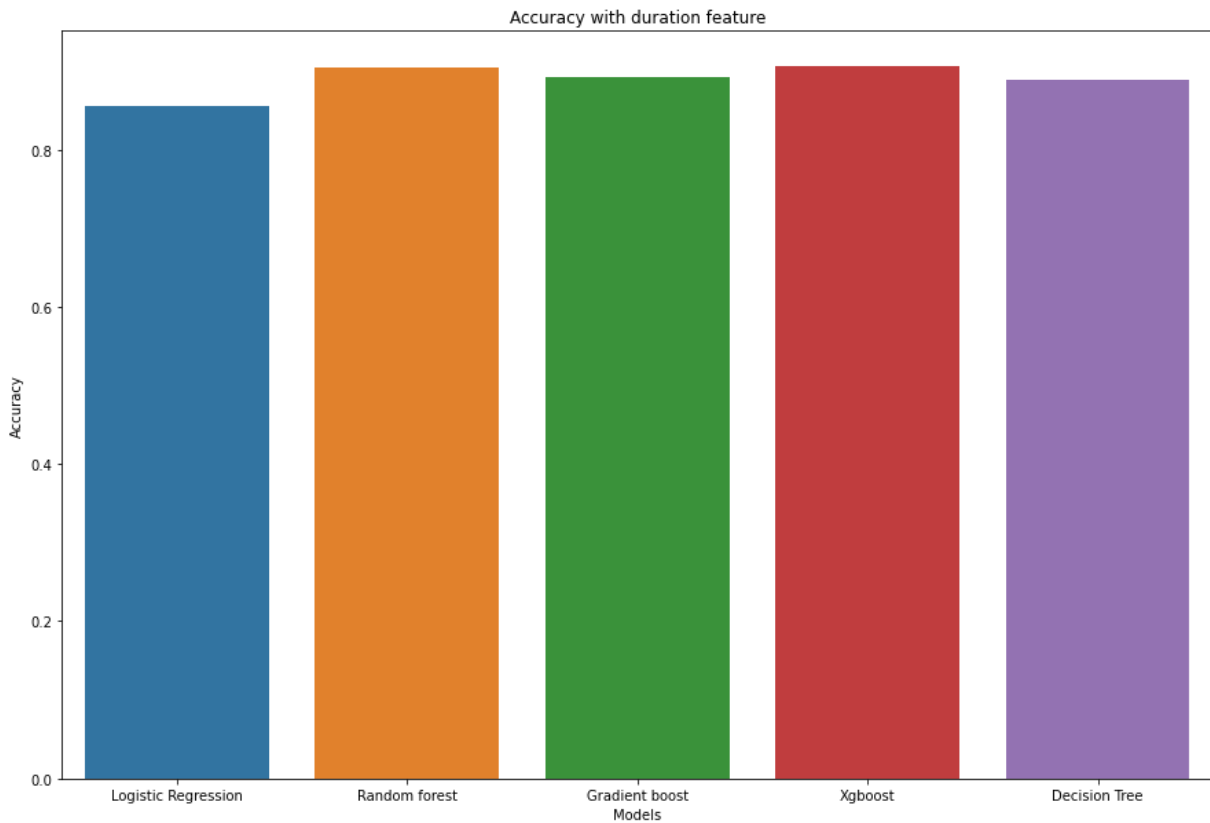 Accuracy with duration feature
Accuracy
0.8
0.6
0.4
0.2
0.0
Logistic Regression Random forest Gradient boost Xgboost Decision Tree
Models